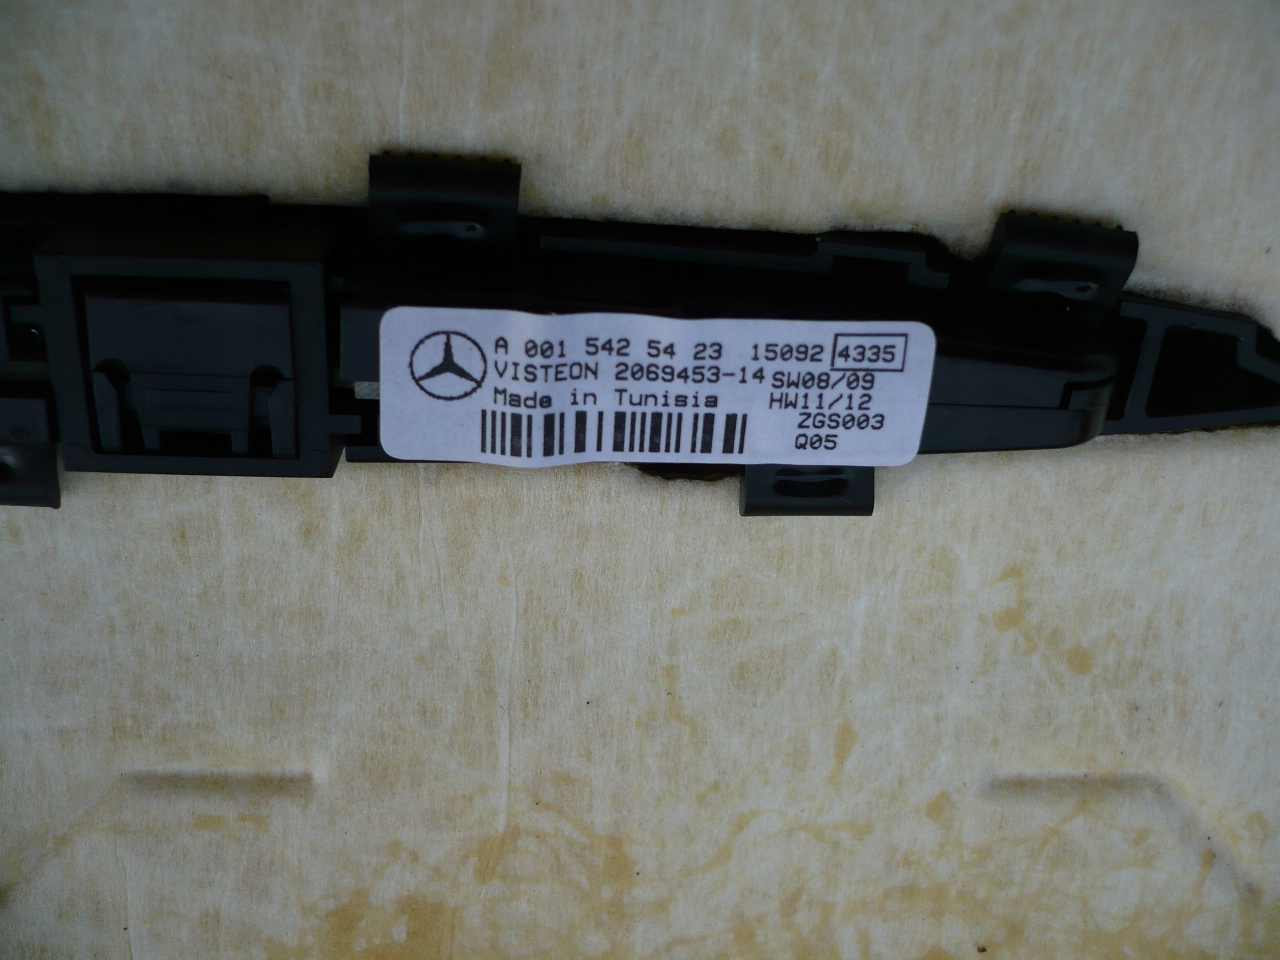 A 001 542 54 23 15092 4335
VISTEON 2069453-14 SW08/09
Made in Tunisia HW11/12
ZGS003
Q05